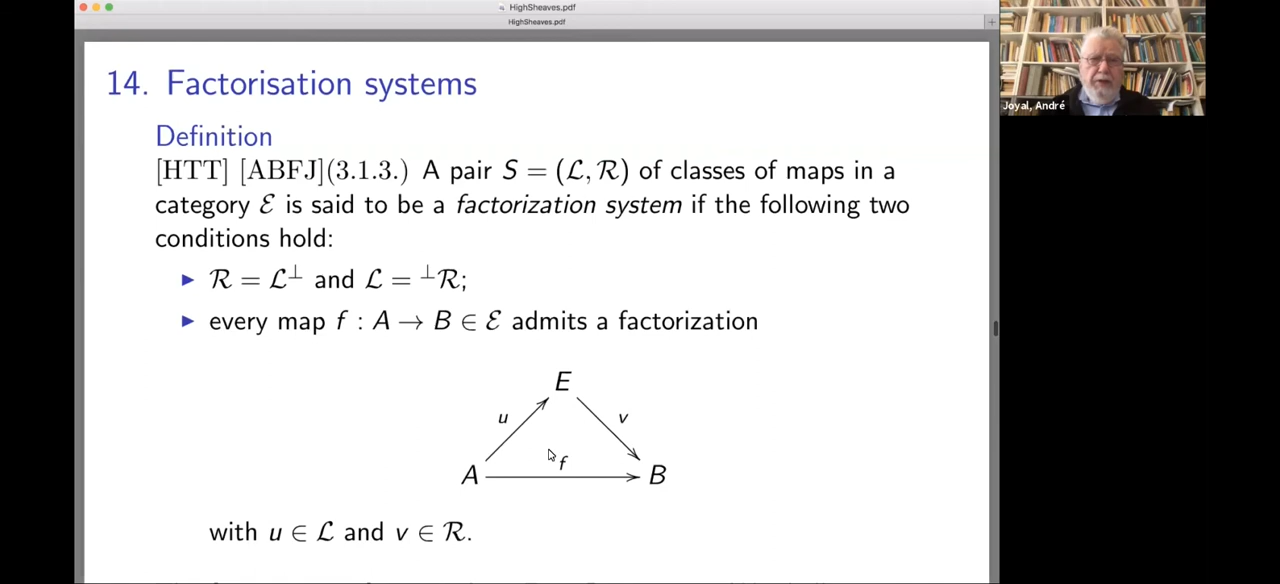 HighSheaves.pdf
HighSheaves.pdf
14. Factorisation systems
Definition
[HTT] [ABFJ](3.1.3.) A pair S = (ℒ, ℛ) of classes of maps in a
category ℰ is said to be a factorization system if the following two
conditions hold:
▶ ℛ = ℒ⊥ and ℒ = ⊥ℛ;
▶ every map f : A → B ∈ ℰ admits a factorization
E
u v
f
A B
with u ∈ ℒ and v ∈ ℛ.
Joyal, André